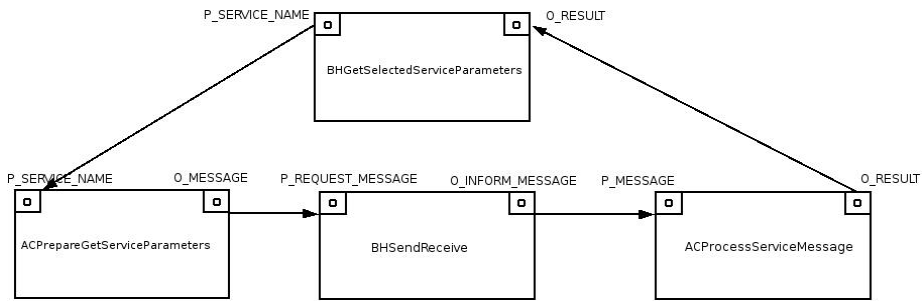 P_SERVICE_NAME
O_RESULT
BHGetSelectedServiceParameters
P_SERVICE_NAME
O_MESSAGE
P_REQUEST_MESSAGE
O_INFORM_MESSAGE
P_MESSAGE
O_RESULT
ACPrepareGetServiceParameters
BHSendReceive
ACProcessServiceMessage